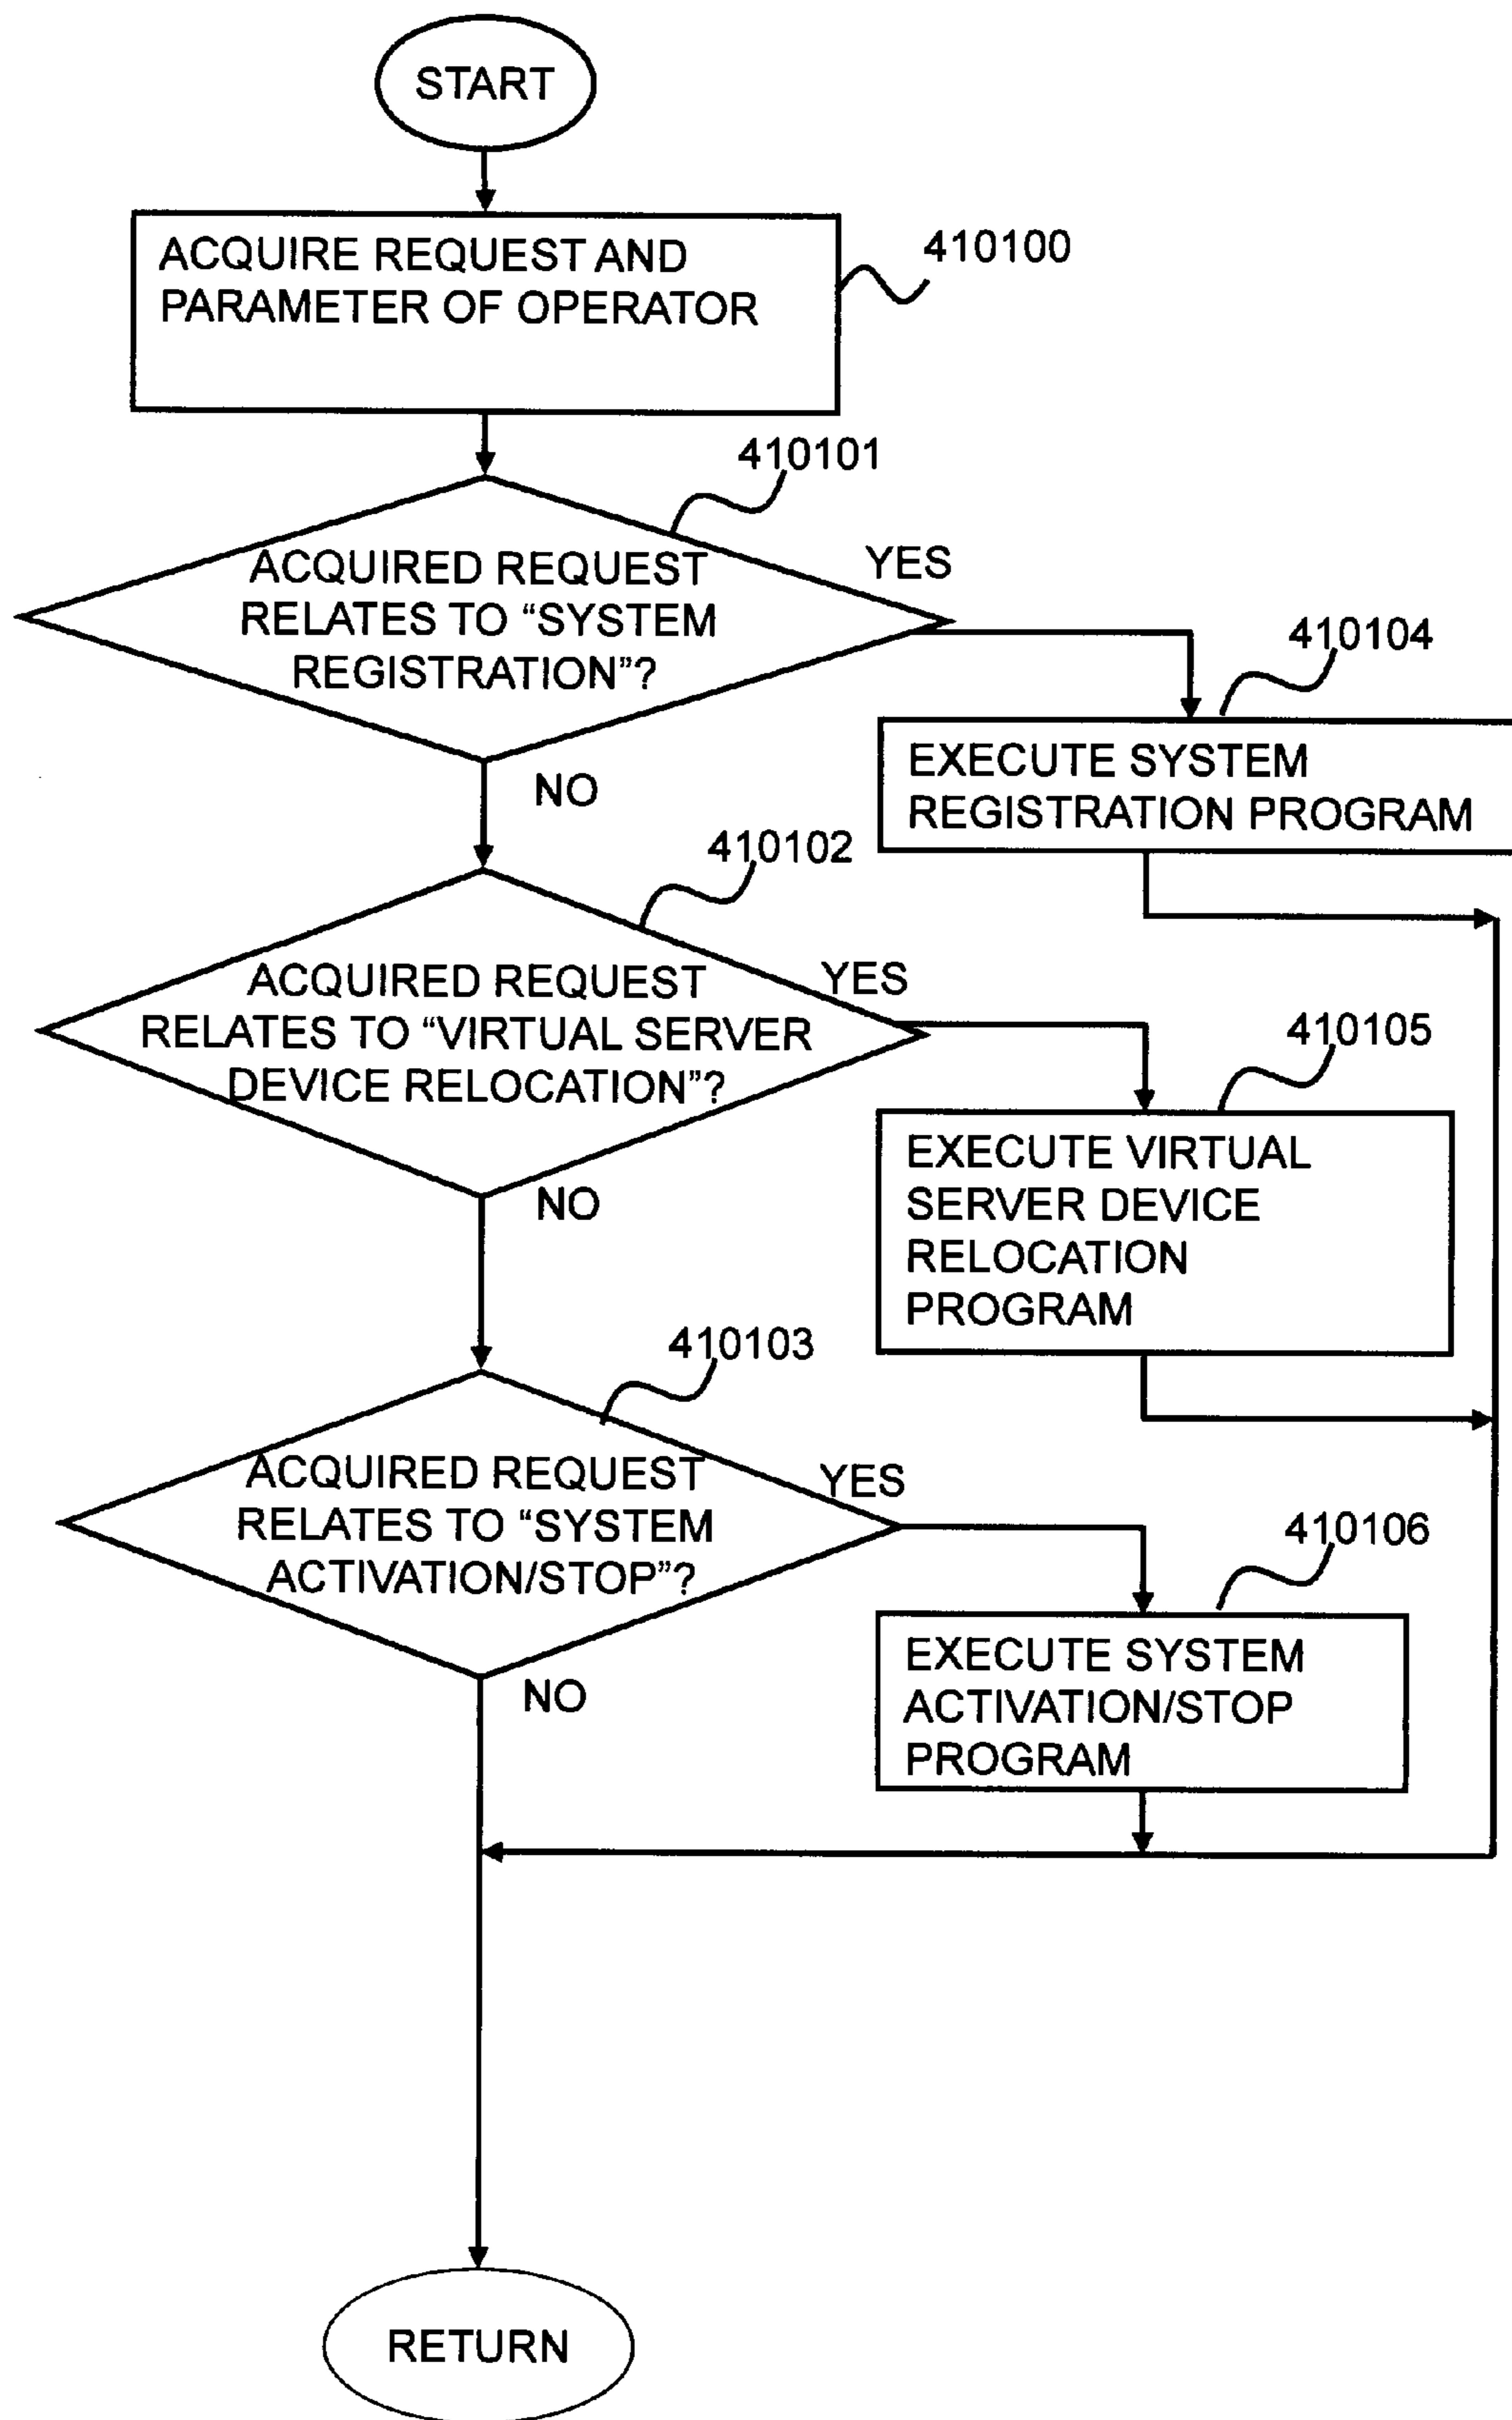 START
ACQUIRE REQUEST AND
PARAMETER OF OPERATOR
410100
410101
ACQUIRED REQUEST
RELATES TO “SYSTEM
REGISTRATION”?
YES
NO
410104
EXECUTE SYSTEM
REGISTRATION PROGRAM
410102
ACQUIRED REQUEST
RELATES TO “VIRTUAL SERVER
DEVICE RELOCATION”?
YES
NO
410105
EXECUTE VIRTUAL
SERVER DEVICE
RELOCATION
PROGRAM
410103
ACQUIRED REQUEST
RELATES TO “SYSTEM
ACTIVATION/STOP”?
YES
NO
410106
EXECUTE SYSTEM
ACTIVATION/STOP
PROGRAM
RETURN